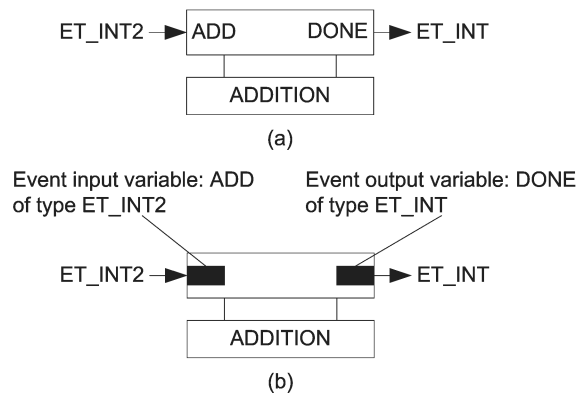 ET_INT2 ADD DONE ET_INT
ADDITION
(a)
Event input variable: ADD
of type ET_INT2
Event output variable: DONE
of type ET_INT
ET_INT2 ET_INT
ADDITION
(b)